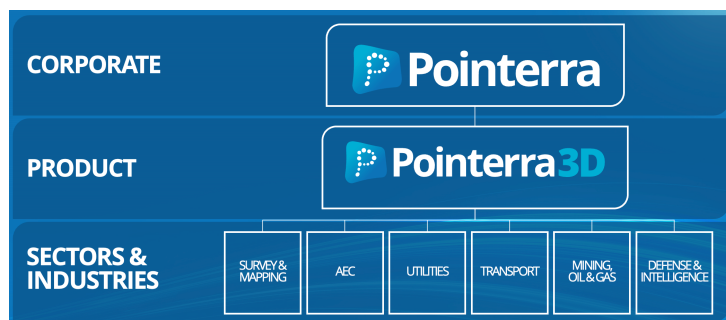 CORPORATE
Pointerra
PRODUCT
Pointerra3D
SECTORS &
INDUSTRIES
SURVEY &
MAPPING
AEC
UTILITIES
TRANSPORT
MINING,
OIL & GAS
DEFENSE &
INTELLIGENCE